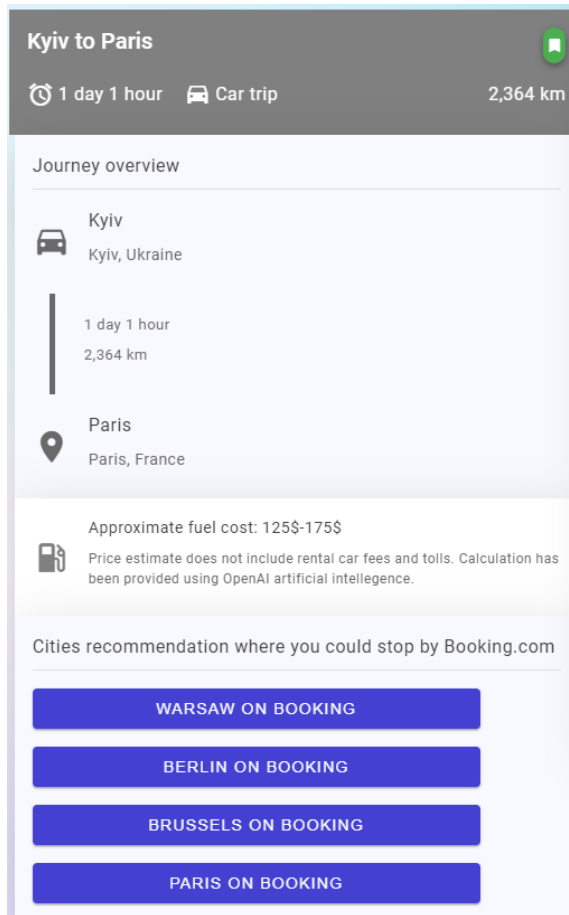 Kyiv to Paris
1 day 1 hour Car trip 2,364 km
Journey overview
Kyiv
Kyiv, Ukraine
1 day 1 hour
2,364 km
Paris
Paris, France
Approximate fuel cost: 125$-175$
Price estimate does not include rental car fees and tolls. Calculation has
been provided using OpenAI artificial intellegence.
Cities recommendation where you could stop by Booking.com
WARSAW ON BOOKING
BERLIN ON BOOKING
BRUSSELS ON BOOKING
PARIS ON BOOKING